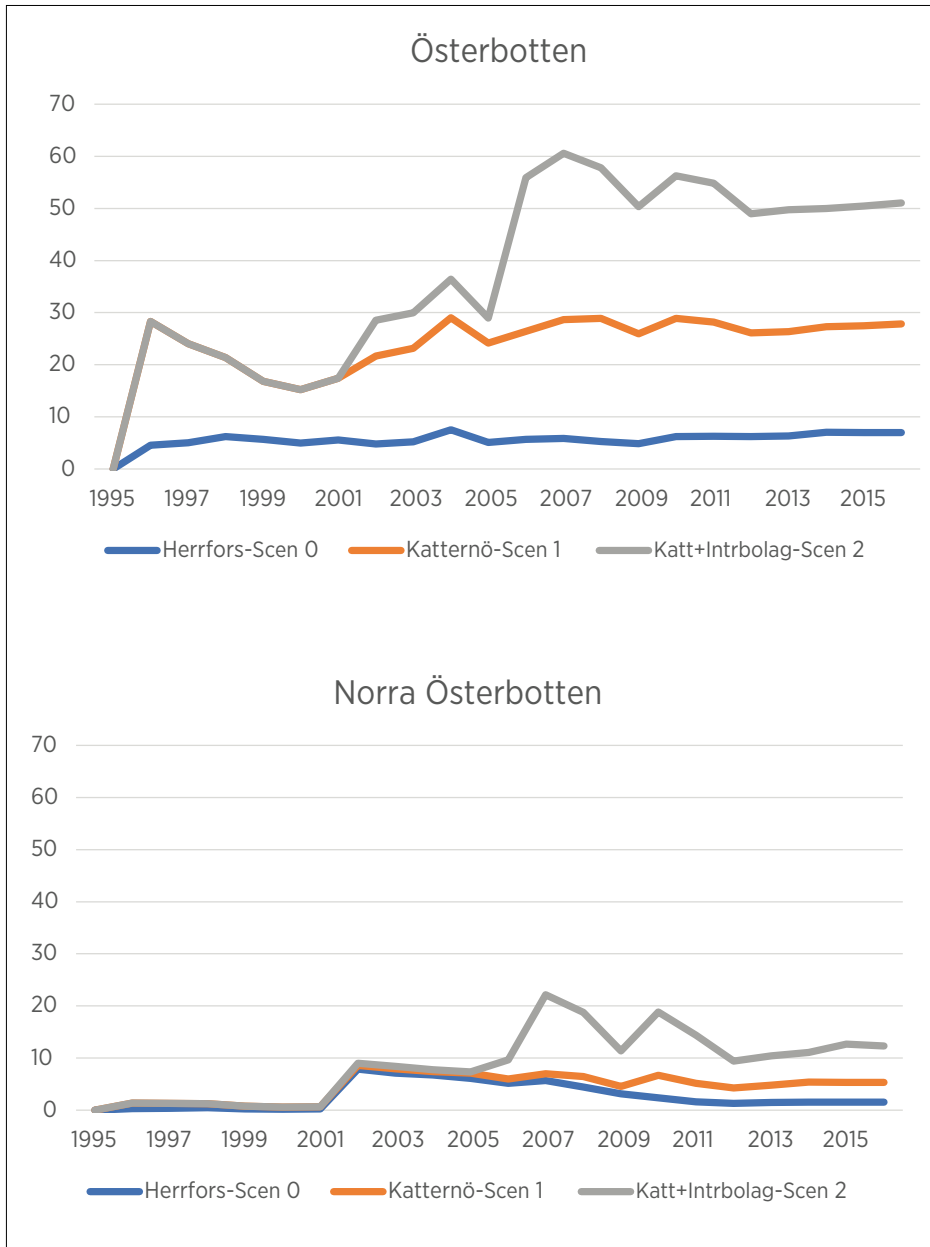 Österbotten
70
60
50
40
30
20
10
0
1995 1997 1999 2001 2003 2005 2007 2009 2011 2013 2015
Herrfors-Scen 0 Katternö-Scen 1 Katt+Intrbolag-Scen 2
Norra Österbotten
70
60
50
40
30
20
10
0
1995 1997 1999 2001 2003 2005 2007 2009 2011 2013 2015
Herrfors-Scen 0 Katternö-Scen 1 Katt+Intrbolag-Scen 2